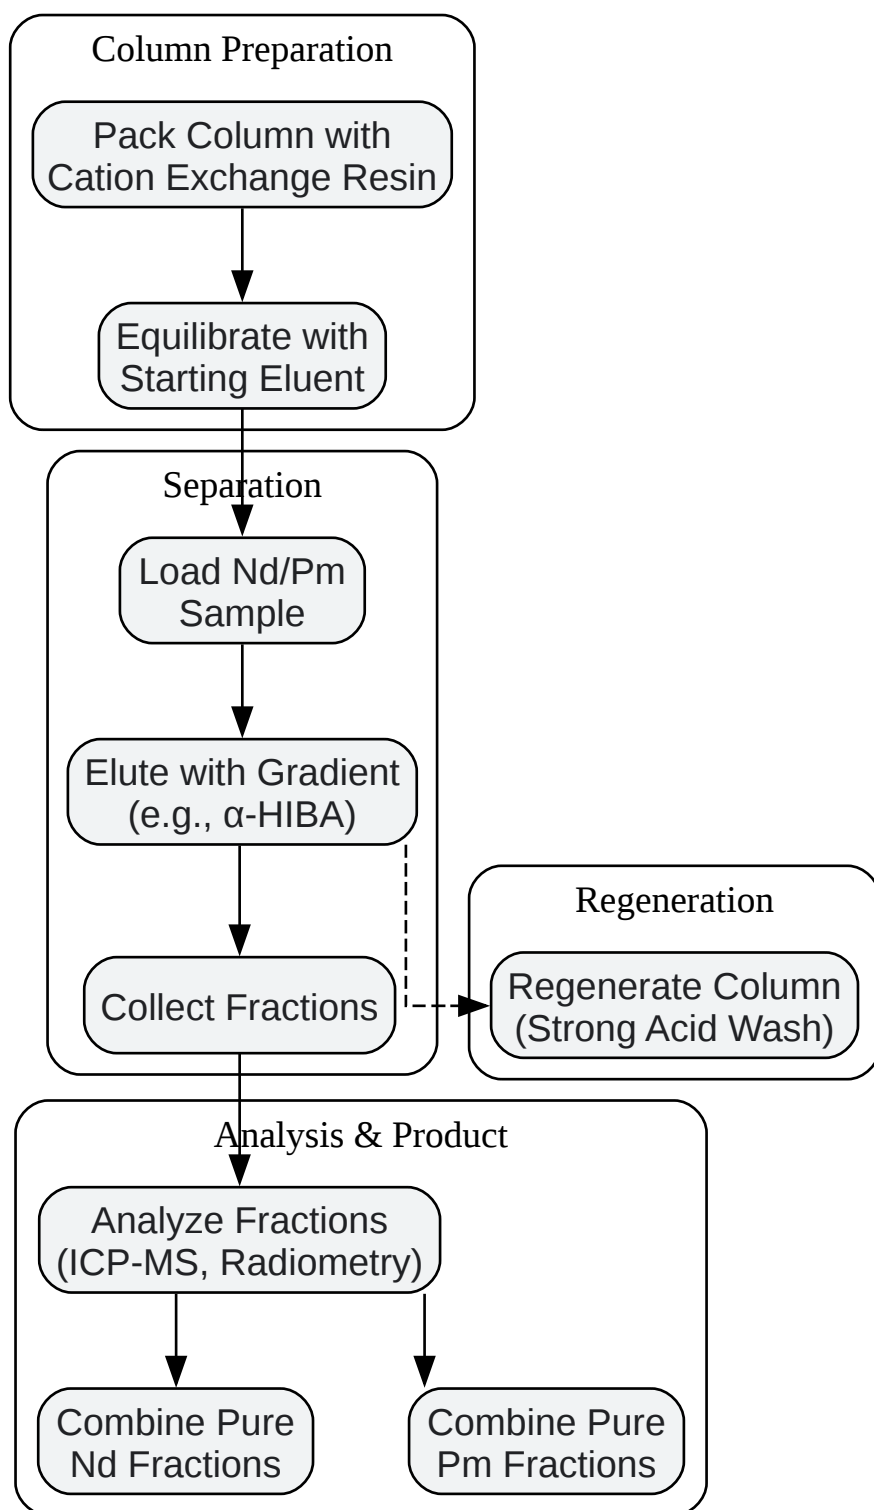 Column Preparation
Pack Column with
Cation Exchange Resin
Equilibrate with
Starting Eluent
Separation
Load Nd/Pm
Sample
Elute with Gradient
(e.g., α-HIBA)
Collect Fractions
Regeneration
Regenerate Column
(Strong Acid Wash)
Analysis & Product
Analyze Fractions
(ICP-MS, Radiometry)
Combine Pure
Nd Fractions
Combine Pure
Pm Fractions